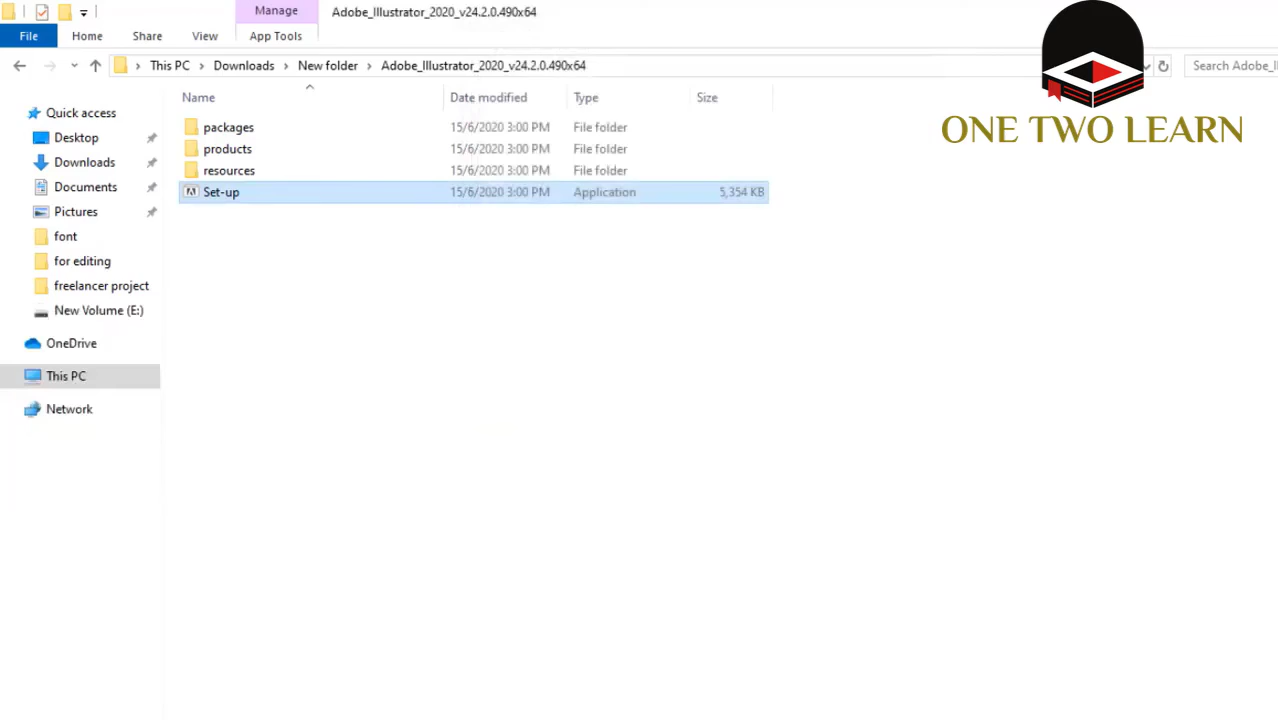 Manage
Adobe_Illustrator_2020_v24.2.0.490x64
File
Home
Share
View
App Tools
This PC > Downloads > New folder > Adobe_Illustrator_2020_v24.2.0.490x64
Search Adobe_Il
ONE TWO LEARN
Name
Date modified
Type
Size
Quick access
Desktop
Downloads
Documents
Pictures
font
for editing
freelancer project
New Volume (E:)
OneDrive
This PC
Network
packages 15/6/2020 3:00 PM File folder
products 15/6/2020 3:00 PM File folder
resources 15/6/2020 3:00 PM File folder
Set-up 15/6/2020 3:00 PM Application 5,354 KB